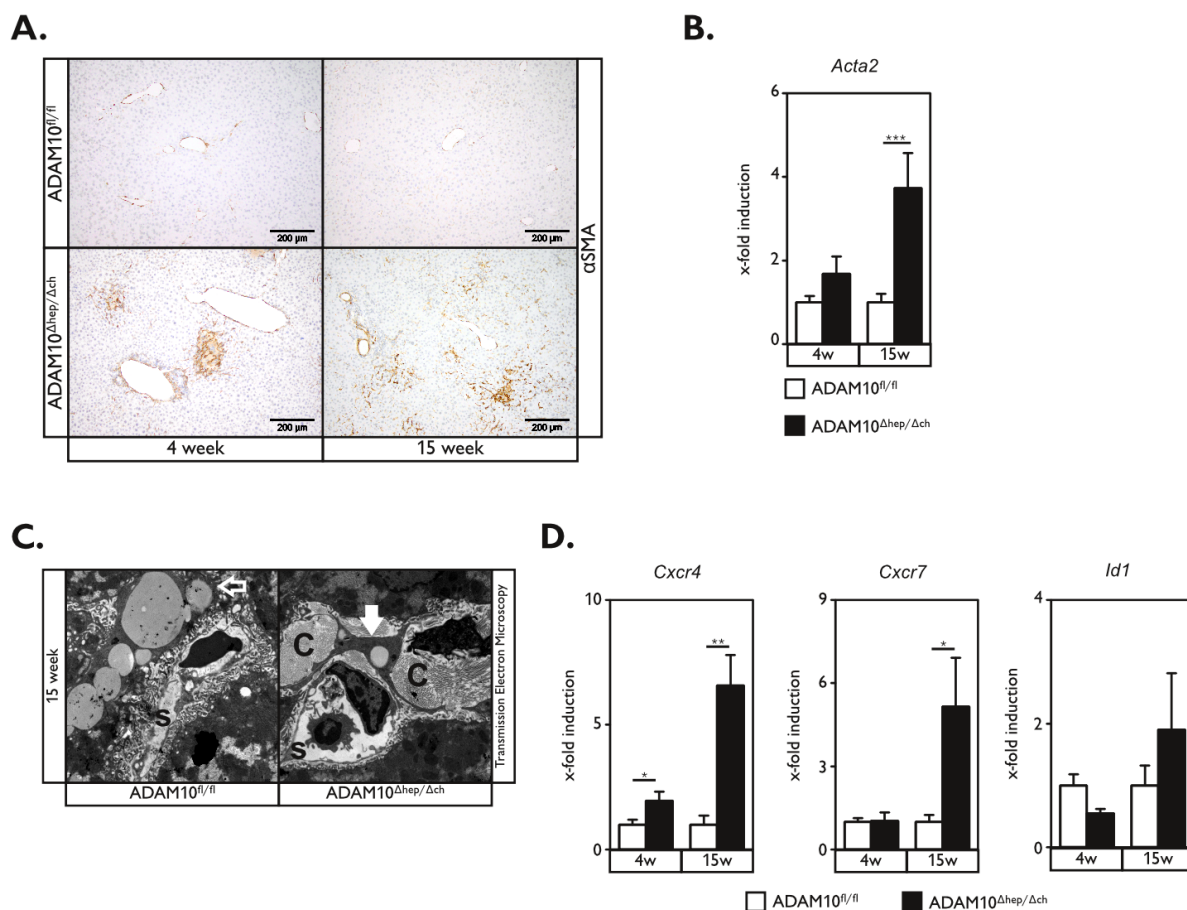 A.
ADAM10fl/fl
200 µm
200 µm
αSMA
ADAM10Δhep/Δch
200 µm
200 µm
4 week
15 week
B.
Acta2
x-fold induction
6
4
2
0
***
4w
15w
ADAM10fl/fl
ADAM10Δhep/Δch
C.
15 week
S
C
C
S
Transmission Electron Microscopy
ADAM10fl/fl
ADAM10Δhep/Δch
D.
Cxcr4
x-fold induction
10
5
0
*
**
4w
15w
Cxcr7
x-fold induction
9
6
3
0
*
4w
15w
Id1
x-fold induction
4
2
0
4w
15w
ADAM10fl/fl
ADAM10Δhep/Δch